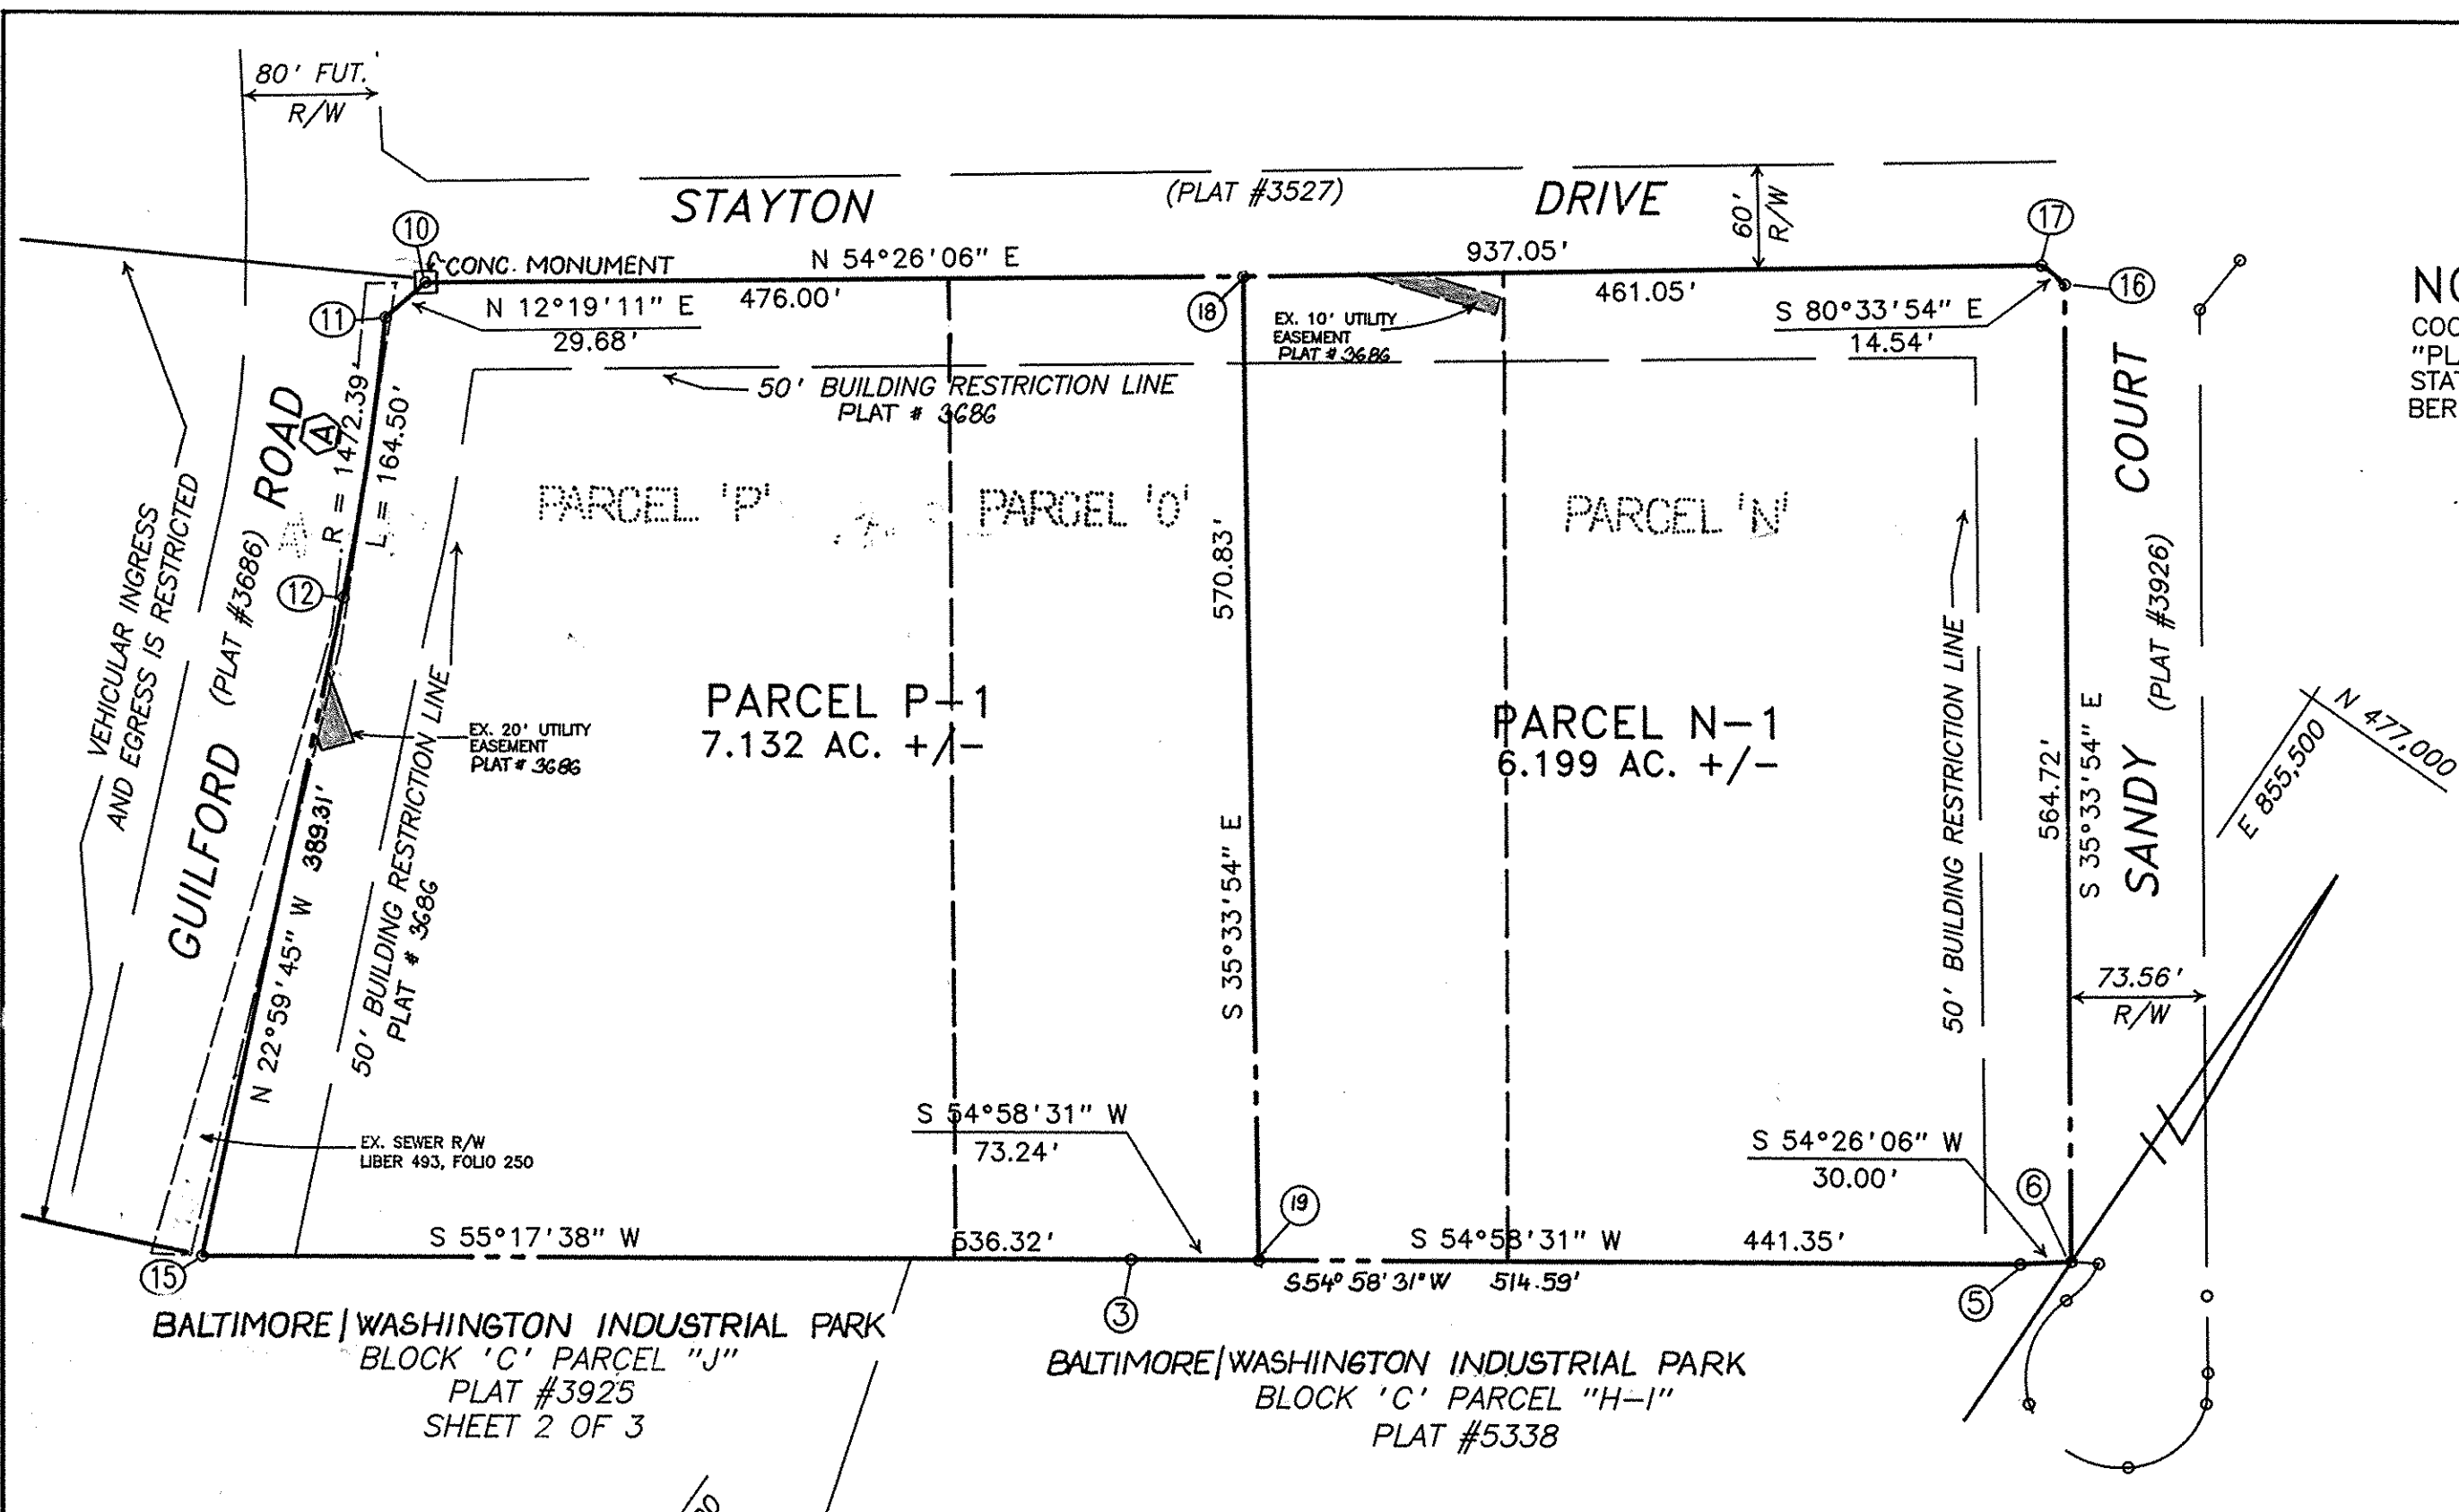 80' FUT.
R/W
STAYTON
(PLAT #3527)
DRIVE
60'
R/W
10
CONC. MONUMENT
N 54°26'06" E
937.05'
17
11
N 12°19'11" E
29.68'
476.00'
18
EX. 10' UTILITY
EASEMENT
PLAT # 3686
461.05'
S 80°33'54" E
14.54'
16
50' BUILDING RESTRICTION LINE
PLAT # 3686
ROAD
A
R = 1472.39'
L = 164.50'
PARCEL 'P'
PARCEL 'O'
PARCEL 'N'
COURT
VEHICULAR INGRESS
AND EGRESS IS RESTRICTED
12
(PLAT #3686)
GUILFORD
570.83'
S 35°33'54" E
PARCEL P-1
7.132 AC. +/-
PARCEL N-1
6.199 AC. +/-
EX. 20' UTILITY
EASEMENT
PLAT # 3686
50' BUILDING RESTRICTION LINE
PLAT # 3686
N 22°59'45" W 389.31'
50' BUILDING RESTRICTION LINE
564.72'
S 35°33'54" E
SANDY
(PLAT #3926)
N 477,000
E 855,500
73.56'
R/W
EX. SEWER R/W
LIBER 493, FOLIO 250
S 54°58'31" W
73.24'
S 54°26'06" W
30.00'
6
19
15
S 55°17'38" W
536.32'
3
S 54°58'31" W
441.35'
S 54° 58' 31" W 514.59'
5
BALTIMORE/WASHINGTON INDUSTRIAL PARK
BLOCK 'C' PARCEL "J"
PLAT #3925
SHEET 2 OF 3
BALTIMORE/WASHINGTON INDUSTRIAL PARK
BLOCK 'C' PARCEL "H-1"
PLAT #5338